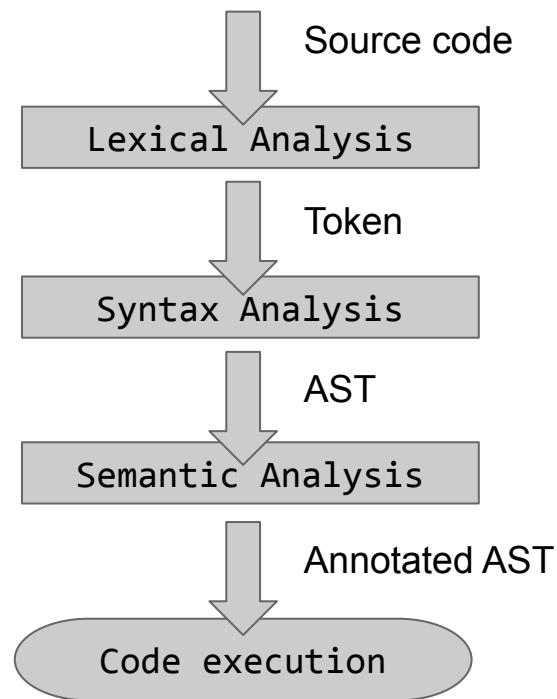 Source code
Lexical Analysis
Token
Syntax Analysis
AST
Semantic Analysis
Annotated AST
Code execution